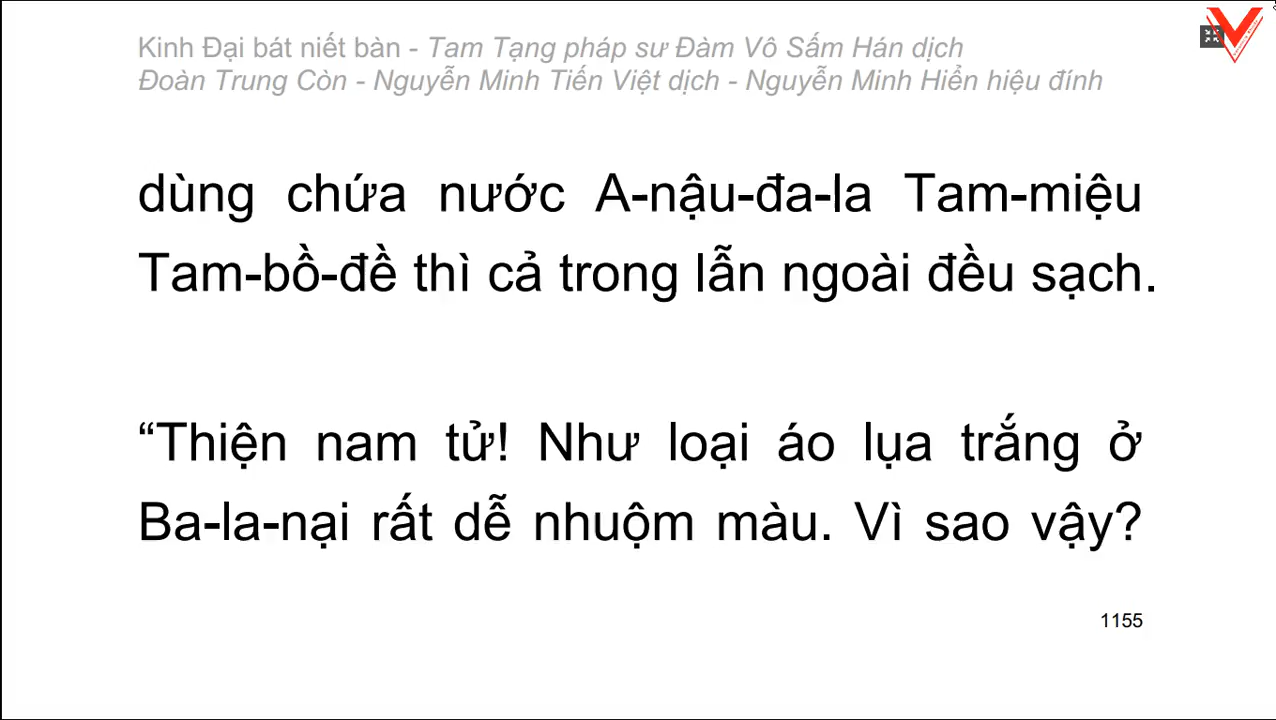 Kinh Đại bát niết bàn - Tam Tạng pháp sư Đàm Vô Sấm Hán dịch
Đoàn Trung Còn - Nguyễn Minh Tiến Việt dịch - Nguyễn Minh Hiển hiệu đính
dùng chứa nước A-nậu-đa-la Tam-miệu
Tam-bồ-đề thì cả trong lẫn ngoài đều sạch.
“Thiện nam tử! Như loại áo lụa trắng ở
Ba-la-nại rất dễ nhuộm màu. Vì sao vậy?
1155